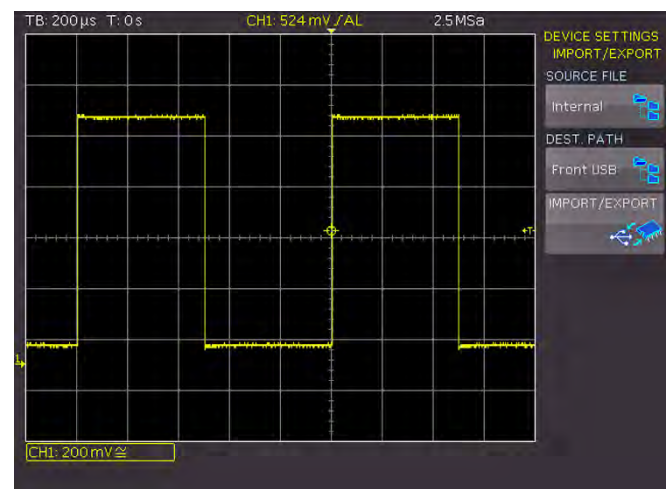 TB: 200 µs T: 0 s CH1: 524 mV / AL 2.5 MSa
DEVICE SETTINGS
IMPORT/EXPORT
SOURCE FILE
Internal
DEST. PATH
Front USB
IMPORT/EXPORT
T
1
CH1: 200 mV ≅